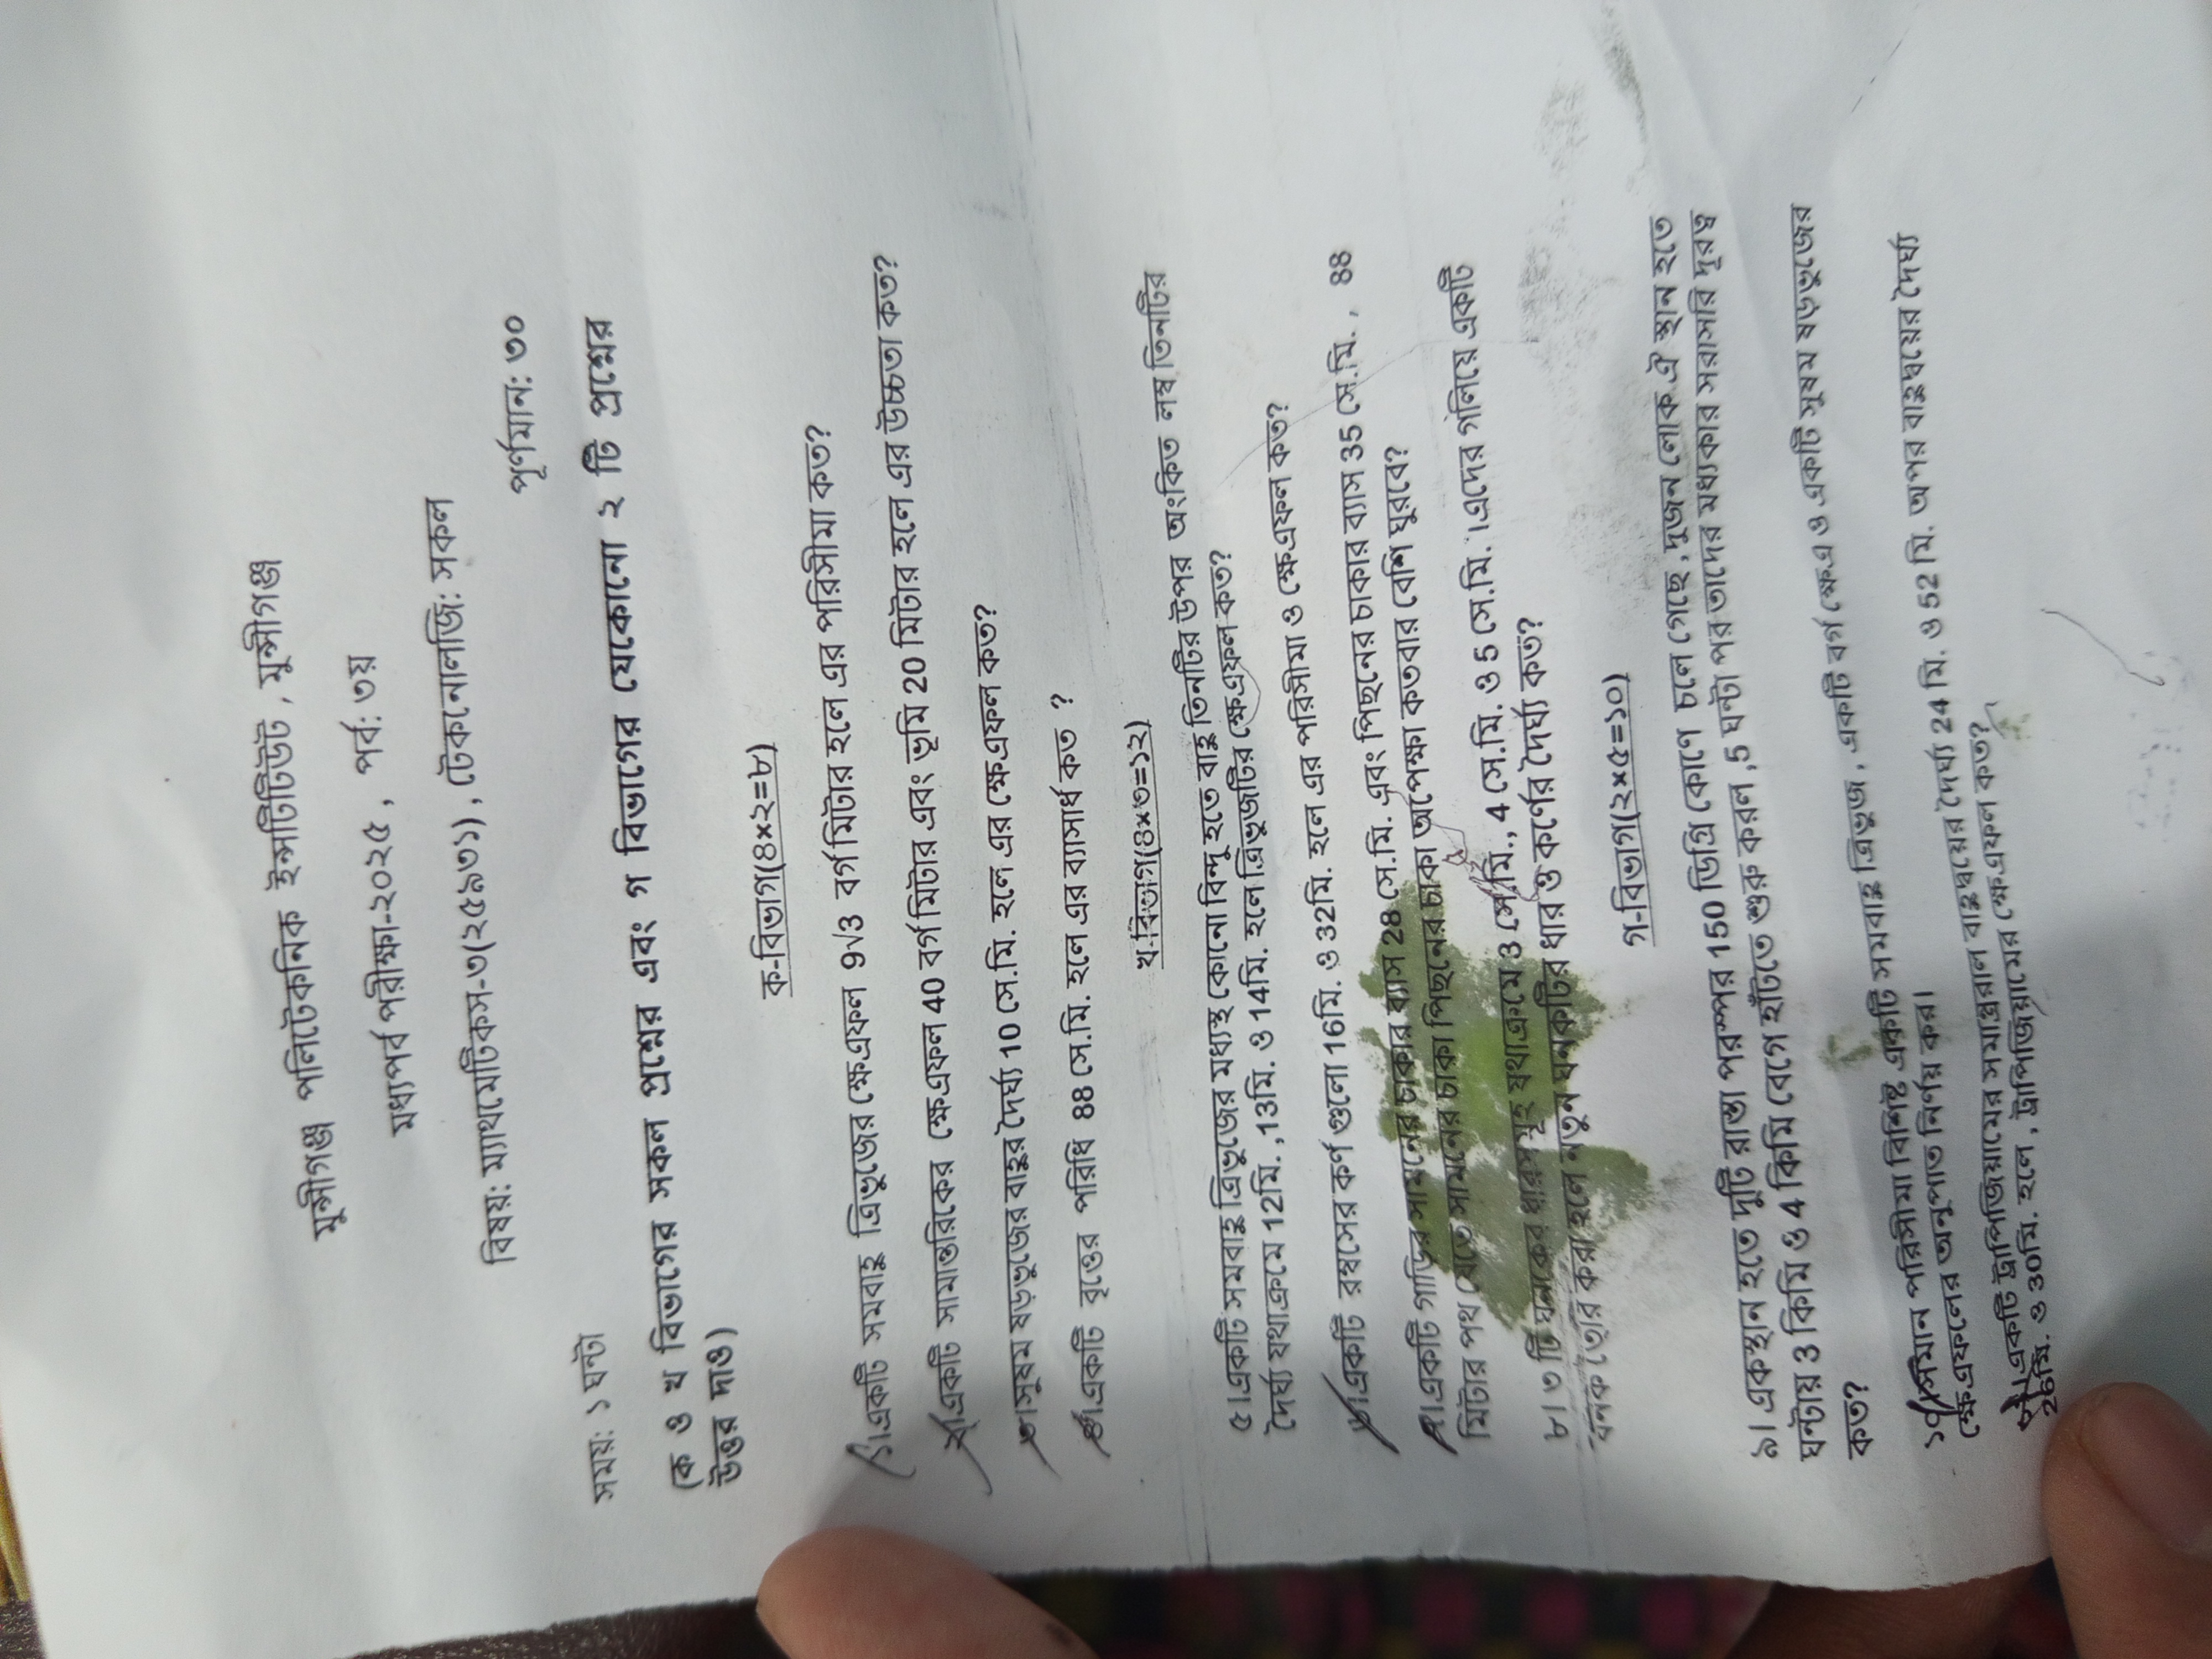 মুন্সীগঞ্জ পলিটেকনিক ইন্সটিটিউট , মুন্সীগঞ্জ
মধ্যপর্ব পরীক্ষা-২০২৫ , পর্ব: ৩য়
বিষয়: ম্যাথমেটিকস-৩(২৫৯৩১) , টেকনোলজি: সকল
পূর্ণমান: ৩০
সময়: ১ ঘন্টা
(ক ও খ বিভাগের সকল প্রশ্নের এবং গ বিভাগের যেকোনো ২ টি প্রশ্নের
উত্তর দাও)
ক-বিভাগ(৪×২=৮)
১।একটি সমবাহু ত্রিভুজের ক্ষেএফল 9√3 বর্গ মিটার হলে এর পরিসীমা কত?
২।একটি সামান্তরিকের ক্ষেএফল 40 বর্গ মিটার এবং ভূমি 20 মিটার হলে এর উচ্চতা কত?
৩।সুষম ষড়ভুজের বাহুর দৈর্ঘ্য 10 সে.মি. হলে এর ক্ষেএফল কত?
৪।একটি বৃত্তের পরিধি 88 সে.মি. হলে এর ব্যাসার্ধ কত ?
খ-বিভাগ(৪×৩=১২)
৫।একটি সমবাহু ত্রিভুজের মধ্যস্থ কোনো বিন্দু হতে বাহু তিনটির উপর অংকিত লম্ব তিনটির
দৈর্ঘ্য যথাক্রমে 12মি. ,13মি. ও 14মি. হলে ত্রিভুজটির ক্ষেএফল কত?
৬।একটি রম্বসের কর্ণ গুলো 16মি. ও 32মি. হলে এর পরিসীমা ও ক্ষেএফল কত?
৭।একটি গাড়ির সামনের চাকার ব্যাস 28 সে.মি. এবং পিছনের চাকার ব্যাস 35 সে.মি. , 88
মিটার পথ যেতে সামনের চাকা পিছনের চাকা অপেক্ষা কতবার বেশি ঘুরবে?
৮। ৩ টি ঘনকের ধারসমূহ যথাক্রমে 3 সে.মি., 4 সে.মি. ও 5 সে.মি. ।এদের গলিয়ে একটি
ঘনক তৈরি করা হলে নতুন ঘনকটির ধার ও কর্ণের দৈর্ঘ্য কত?
গ-বিভাগ(২×৫=১০)
৯। একস্থান হতে দুটি রাস্তা পরস্পর 150 ডিগ্রি কোণে চলে গেছে ,দুজন লোক ঐ স্থান হতে
ঘন্টায় 3 কিমি ও 4 কিমি বেগে হাঁটতে শুরু করল ,5 ঘন্টা পর তাদের মধ্যকার সরাসরি দূরত্ব
কত?
১০।সমান পরিসীমা বিশিষ্ট একটি সমবাহু ত্রিভুজ , একটি বর্গ ক্ষেএ ও একটি সুষম ষড়ভুজের
ক্ষেএফলের অনুপাত নির্ণয় কর।
১১।একটি ট্রাপিজিয়ামের সমান্ত্ররাল বাহুদ্বয়ের দৈর্ঘ্য 24 মি. ও 52 মি. অপর বাহুদ্বয়ের দৈর্ঘ্য
26মি. ও 30মি. হলে , ট্রাপিজিয়ামের ক্ষেএফল কত?